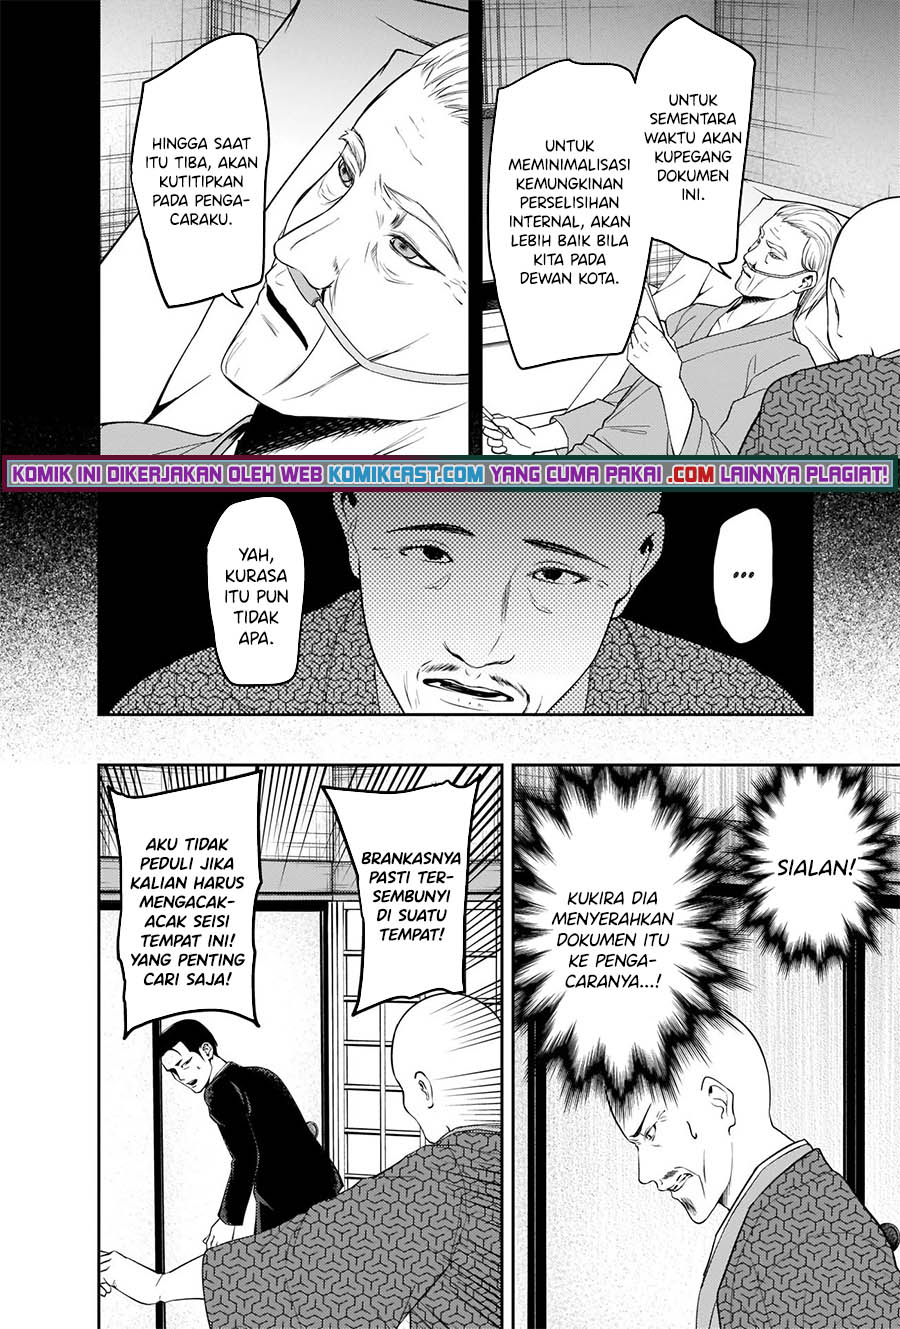 UNTUK
SEMENTARA
WAKTU AKAN
KUPEGANG
DOKUMEN
INI.
UNTUK
MEMINIMALISASI
KEMUNGKINAN
PERSELISIHAN
INTERNAL, AKAN
LEBIH BAIK BILA
KITA PADA
DEWAN KOTA.
HINGGA SAAT
ITU TIBA, AKAN
KUTITIPKAN
PADA PENGA-
CARAKU.
KOMIK INI DIKERJAKAN OLEH WEB KOMIKCAST.COM YANG CUMA PAKAI .COM LAINNYA PLAGIAT!
...
YAH,
KURASA
ITU PUN
TIDAK
APA.
SIALAN!
KUKIRA DIA
MENYERAHKAN
DOKUMEN ITU
KE PENGA-
CARANYA...!
BRANKASNYA
PASTI TER-
SEMBUNYI
DI SUATU
TEMPAT!
AKU TIDAK
PEDULI JIKA
KALIAN HARUS
MENGACAK-
ACAK SEISI
TEMPAT INI!
YANG PENTING
CARI SAJA!